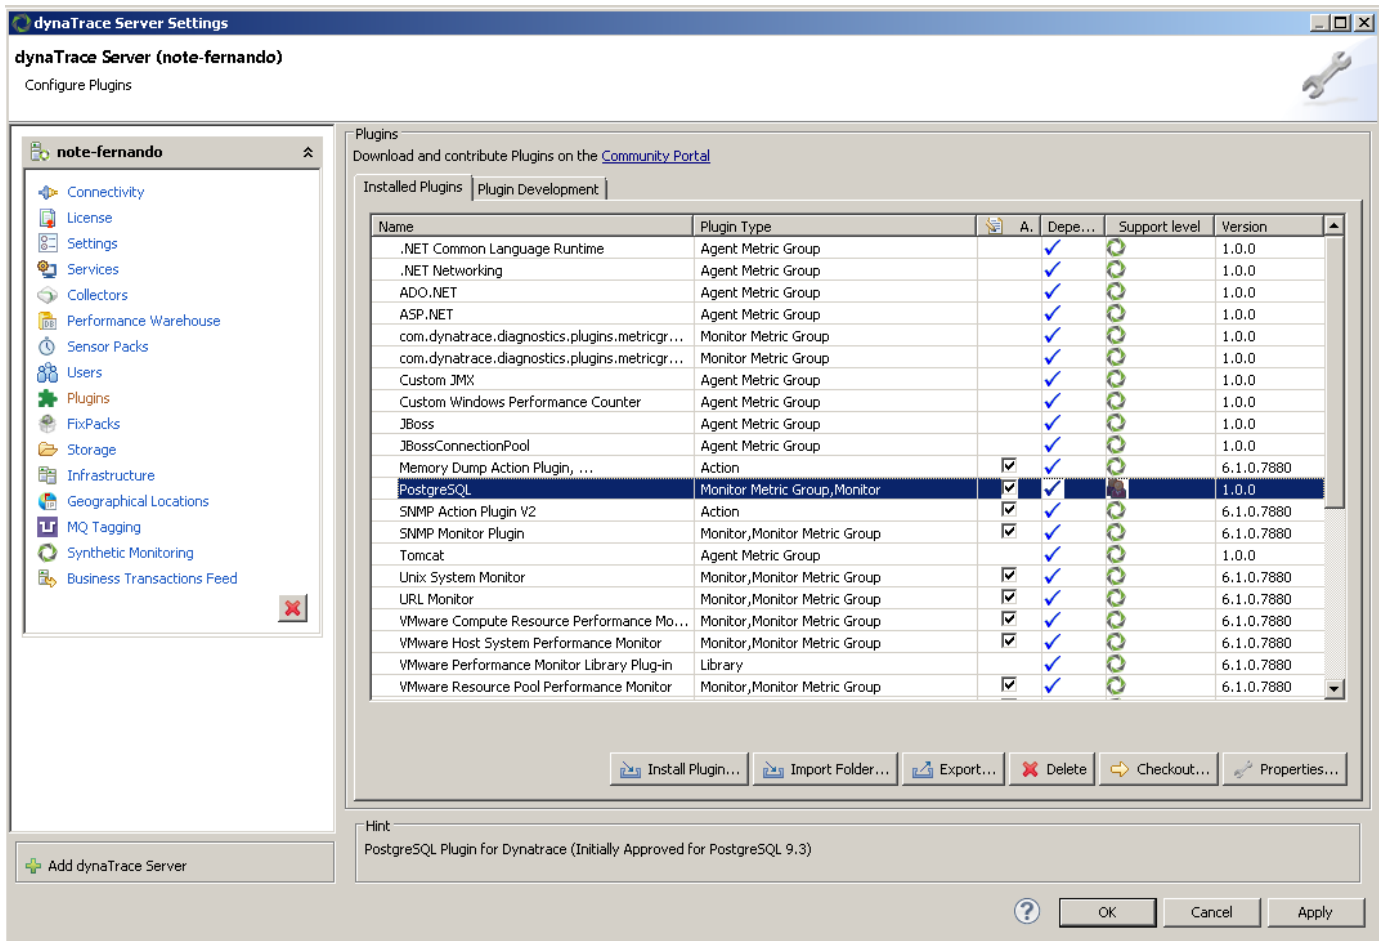 dynaTrace Server Settings
dynaTrace Server (note-fernando)
Configure Plugins
note-fernando
Connectivity
License
Settings
Services
Collectors
Performance Warehouse
Sensor Packs
Users
Plugins
FixPacks
Storage
Infrastructure
Geographical Locations
MQ Tagging
Synthetic Monitoring
Business Transactions Feed
Add dynaTrace Server
Plugins
Download and contribute Plugins on the Community Portal
Installed Plugins Plugin Development
Name Plugin Type A. Depe... Support level Version
.NET Common Language Runtime Agent Metric Group 1.0.0
.NET Networking Agent Metric Group 1.0.0
ADO.NET Agent Metric Group 1.0.0
ASP.NET Agent Metric Group 1.0.0
com.dynatrace.diagnostics.plugins.metricgr... Monitor Metric Group 1.0.0
com.dynatrace.diagnostics.plugins.metricgr... Monitor Metric Group 1.0.0
Custom JMX Agent Metric Group 1.0.0
Custom Windows Performance Counter Agent Metric Group 1.0.0
JBoss Agent Metric Group 1.0.0
JBossConnectionPool Agent Metric Group 1.0.0
Memory Dump Action Plugin, ... Action 6.1.0.7880
PostgreSQL Monitor Metric Group,Monitor 1.0.0
SNMP Action Plugin V2 Action 6.1.0.7880
SNMP Monitor Plugin Monitor,Monitor Metric Group 6.1.0.7880
Tomcat Agent Metric Group 1.0.0
Unix System Monitor Monitor,Monitor Metric Group 6.1.0.7880
URL Monitor Monitor,Monitor Metric Group 6.1.0.7880
VMware Compute Resource Performance Mo... Monitor,Monitor Metric Group 6.1.0.7880
VMware Host System Performance Monitor Monitor,Monitor Metric Group 6.1.0.7880
VMware Performance Monitor Library Plug-in Library 6.1.0.7880
VMware Resource Pool Performance Monitor Monitor,Monitor Metric Group 6.1.0.7880
Install Plugin... Import Folder... Export... Delete Checkout... Properties...
Hint
PostgreSQL Plugin for Dynatrace (Initially Approved for PostgreSQL 9.3)
OK Cancel Apply